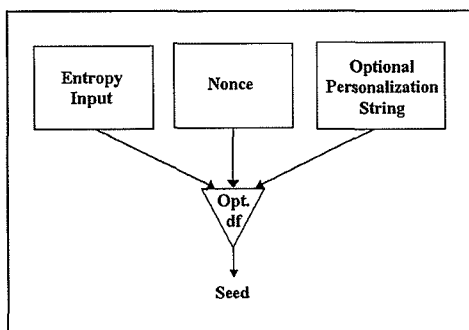 Entropy
Input
Nonce
Optional
Personalization
String
Opt.
df
Seed